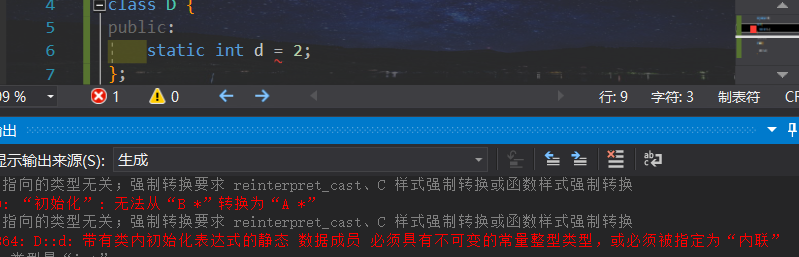 4 class D {
5 public:
6 static int d = 2;
7 };
99 % 1 0 行: 9 字符: 3 制表符
输出
显示输出来源(S): 生成
指向的类型无关；强制转换要求 reinterpret_cast、C 样式强制转换或函数样式强制转换
“初始化”: 无法从“B *”转换为“A *”
指向的类型无关；强制转换要求 reinterpret_cast、C 样式强制转换或函数样式强制转换
864: D::d: 带有类内初始化表达式的静态 数据成员 必须具有不可变的常量整型类型，或必须被指定为“内联”
类型是“int”